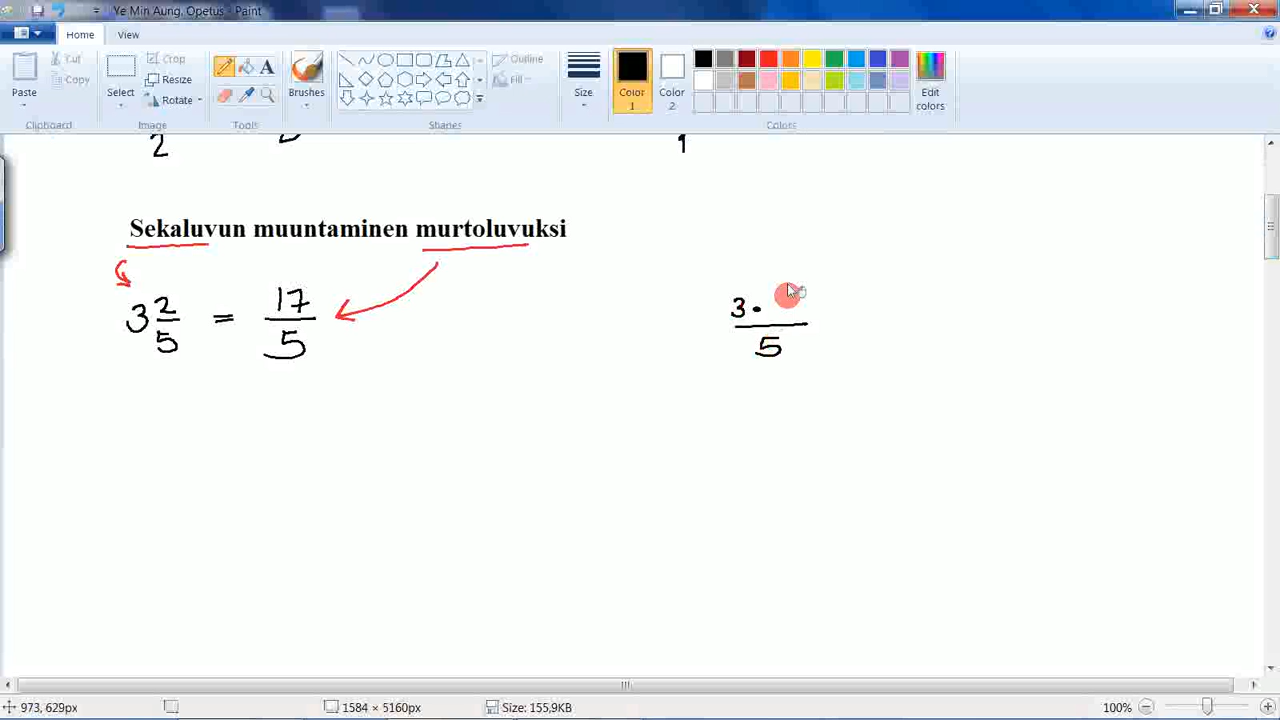 Ye Min Aung, Opetus - Paint
Home View
Paste
Cut
Copy
Clipboard
Select
Crop
Resize
Rotate
Image
A
Tools
Brushes
Outline
Fill
Shapes
Size
Color 1
Color 2
Edit colors
Colors
2
1
Sekaluvun muuntaminen murtoluvuksi
3 2/5 = 17/5
3 ·
5
973, 629px
1584 × 5160px
Size: 155,9KB
100%